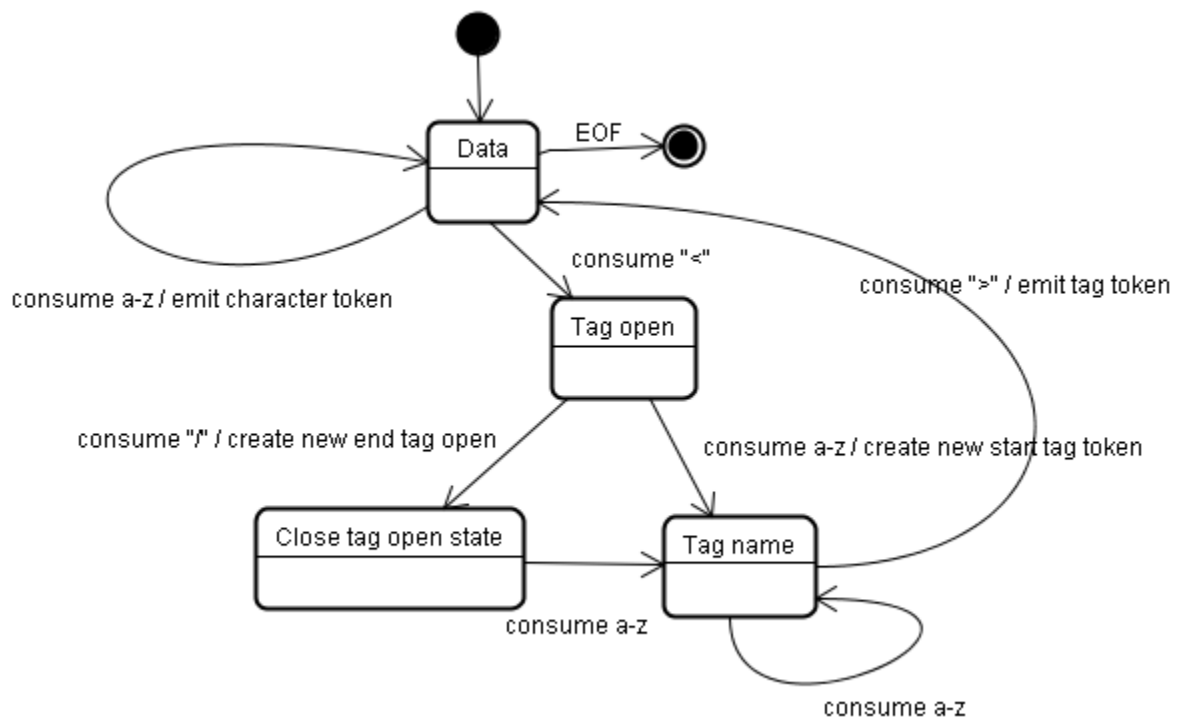 EOF
Data
consume "<"
consume ">" / emit tag token
consume a-z / emit character token
Tag open
consume "/" / create new end tag open
consume a-z / create new start tag token
Close tag open state
Tag name
consume a-z
consume a-z